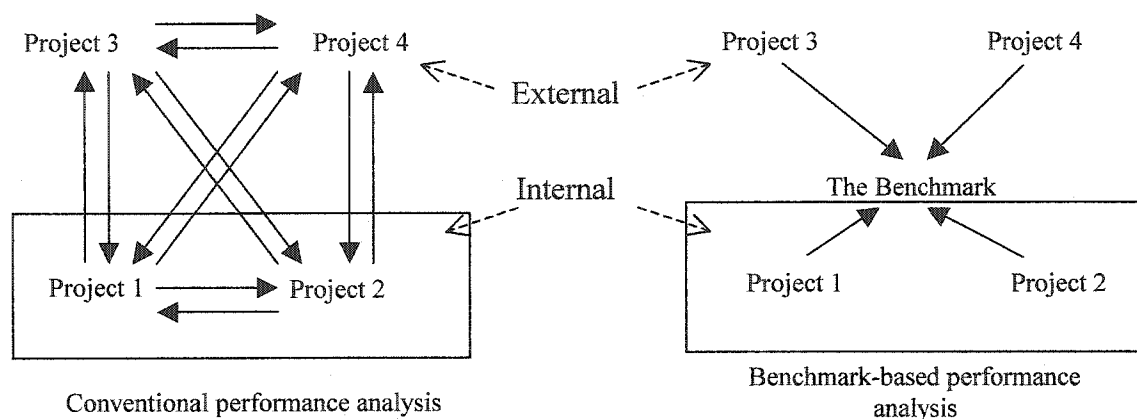 Project 3
Project 4
Project 3
Project 4
External
Internal
The Benchmark
Project 1
Project 2
Project 1
Project 2
Conventional performance analysis
Benchmark-based performance
analysis